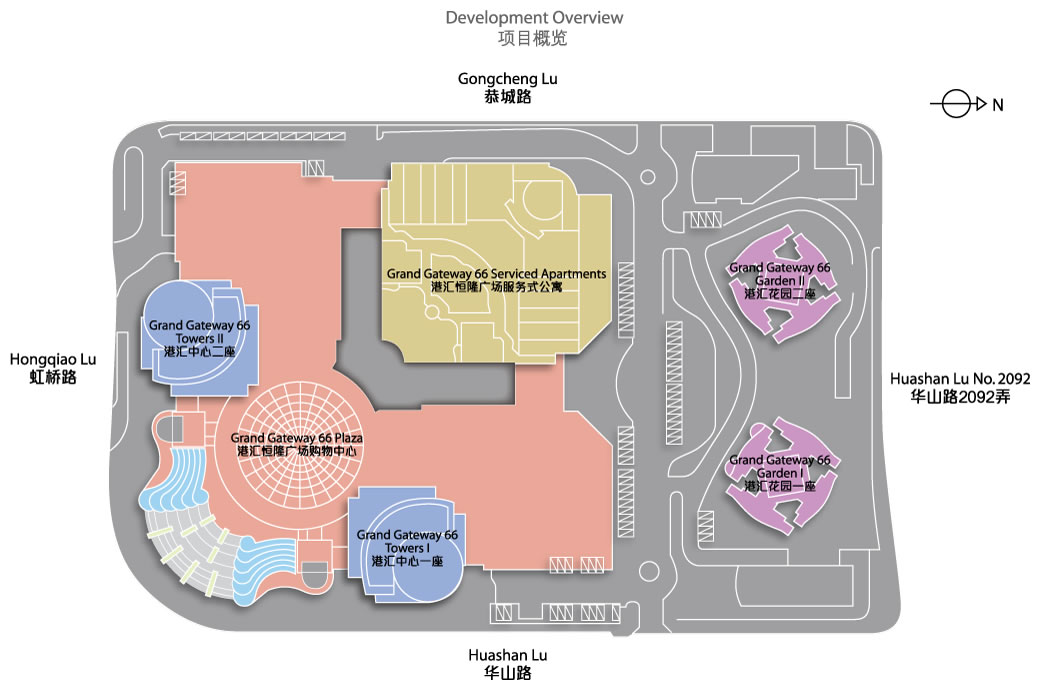 Development Overview
项目概览
Gongcheng Lu
恭城路
N
Grand Gateway 66 Serviced Apartments
港汇恒隆广场服务式公寓
Grand Gateway 66
Garden II
港汇花园二座
Grand Gateway 66
Towers II
港汇中心二座
Hongqiao Lu
虹桥路
Huashan Lu No. 2092
华山路2092弄
Grand Gateway 66 Plaza
港汇恒隆广场购物中心
Grand Gateway 66
Garden I
港汇花园一座
Grand Gateway 66
Towers I
港汇中心一座
Huashan Lu
华山路